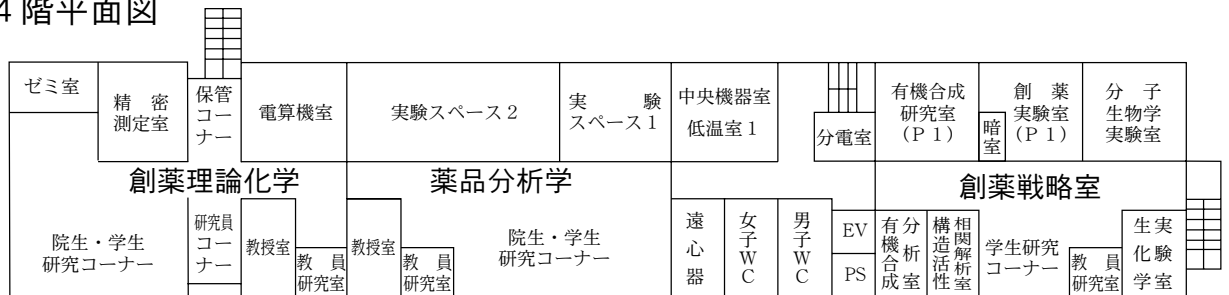 4階平面図
ゼミ室
精密
測定室
保管
コー
ナー
電算機室
実験スペース2
実験
スペース1
中央機器室
低温室1
分電室
有機合成
研究室
(P1)
暗室
創薬
実験室
(P1)
分子
生物学
実験室
創薬理論化学
薬品分析学
創薬戦略室
院生・学生
研究コーナー
研究員
コー
ナー
教授室
教員
研究室
教授室
教員
研究室
院生・学生
研究コーナー
遠心器
女子WC
男子WC
EV
PS
有機合成
分析室
構造活性
相関解析室
学生研究
コーナー
教員
研究室
生化学
実験室